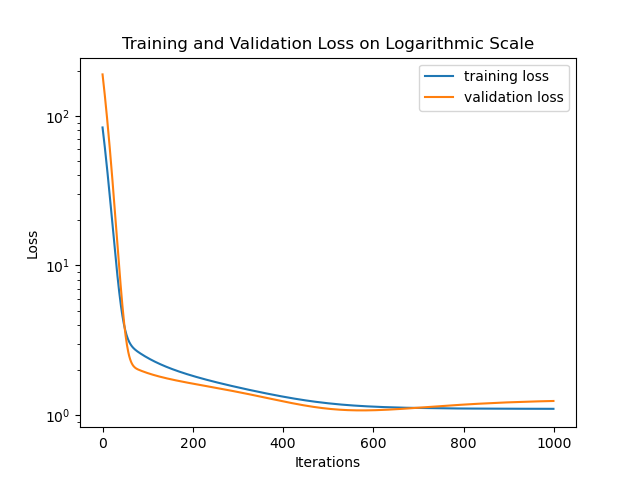 Training and Validation Loss on Logarithmic Scale
training loss
validation loss
10²
10¹
10⁰
Loss
0
200
400
600
800
1000
Iterations